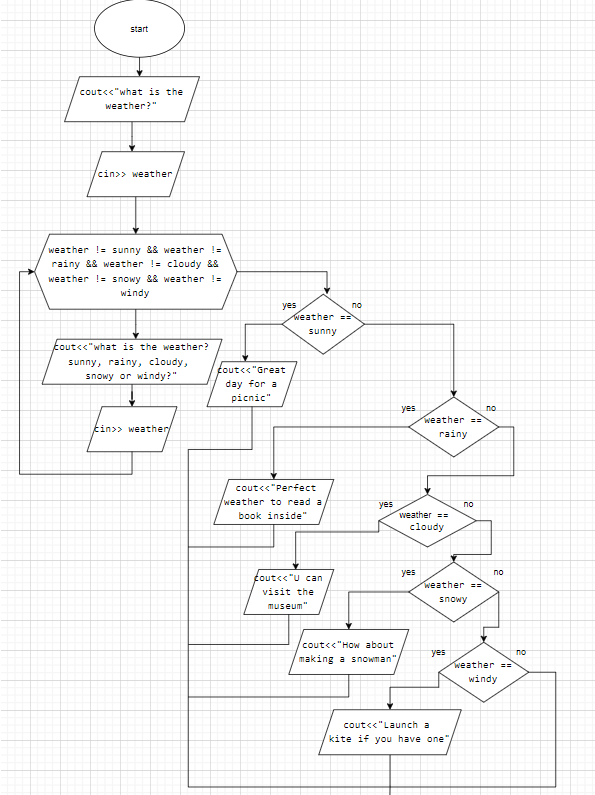 start
cout<<"what is the
weather?"
cin>> weather
weather != sunny && weather !=
rainy && weather != cloudy &&
weather != snowy && weather !=
windy
cout<<"what is the weather?
sunny, rainy, cloudy,
snowy or windy?"
cin>> weather
yes
no
weather ==
sunny
cout<<"Great
day for a
picnic"
yes
no
weather ==
rainy
cout<<"Perfect
weather to read a
book inside"
yes
no
weather ==
cloudy
cout<<"U can
visit the
museum"
yes
no
weather ==
snowy
cout<<"How about
making a snowman"
yes
no
weather ==
windy
cout<<"Launch a
kite if you have one"